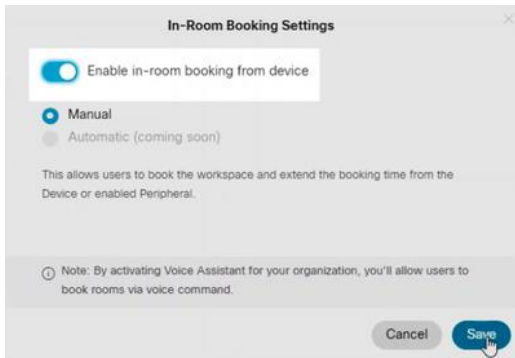 In-Room Booking Settings
Enable in-room booking from device
Manual
Automatic (coming soon)
This allows users to book the workspace and extend the booking time from the
Device or enabled Peripheral.
Note: By activating Voice Assistant for your organization, you'll allow users to
book rooms via voice command.
Cancel Save